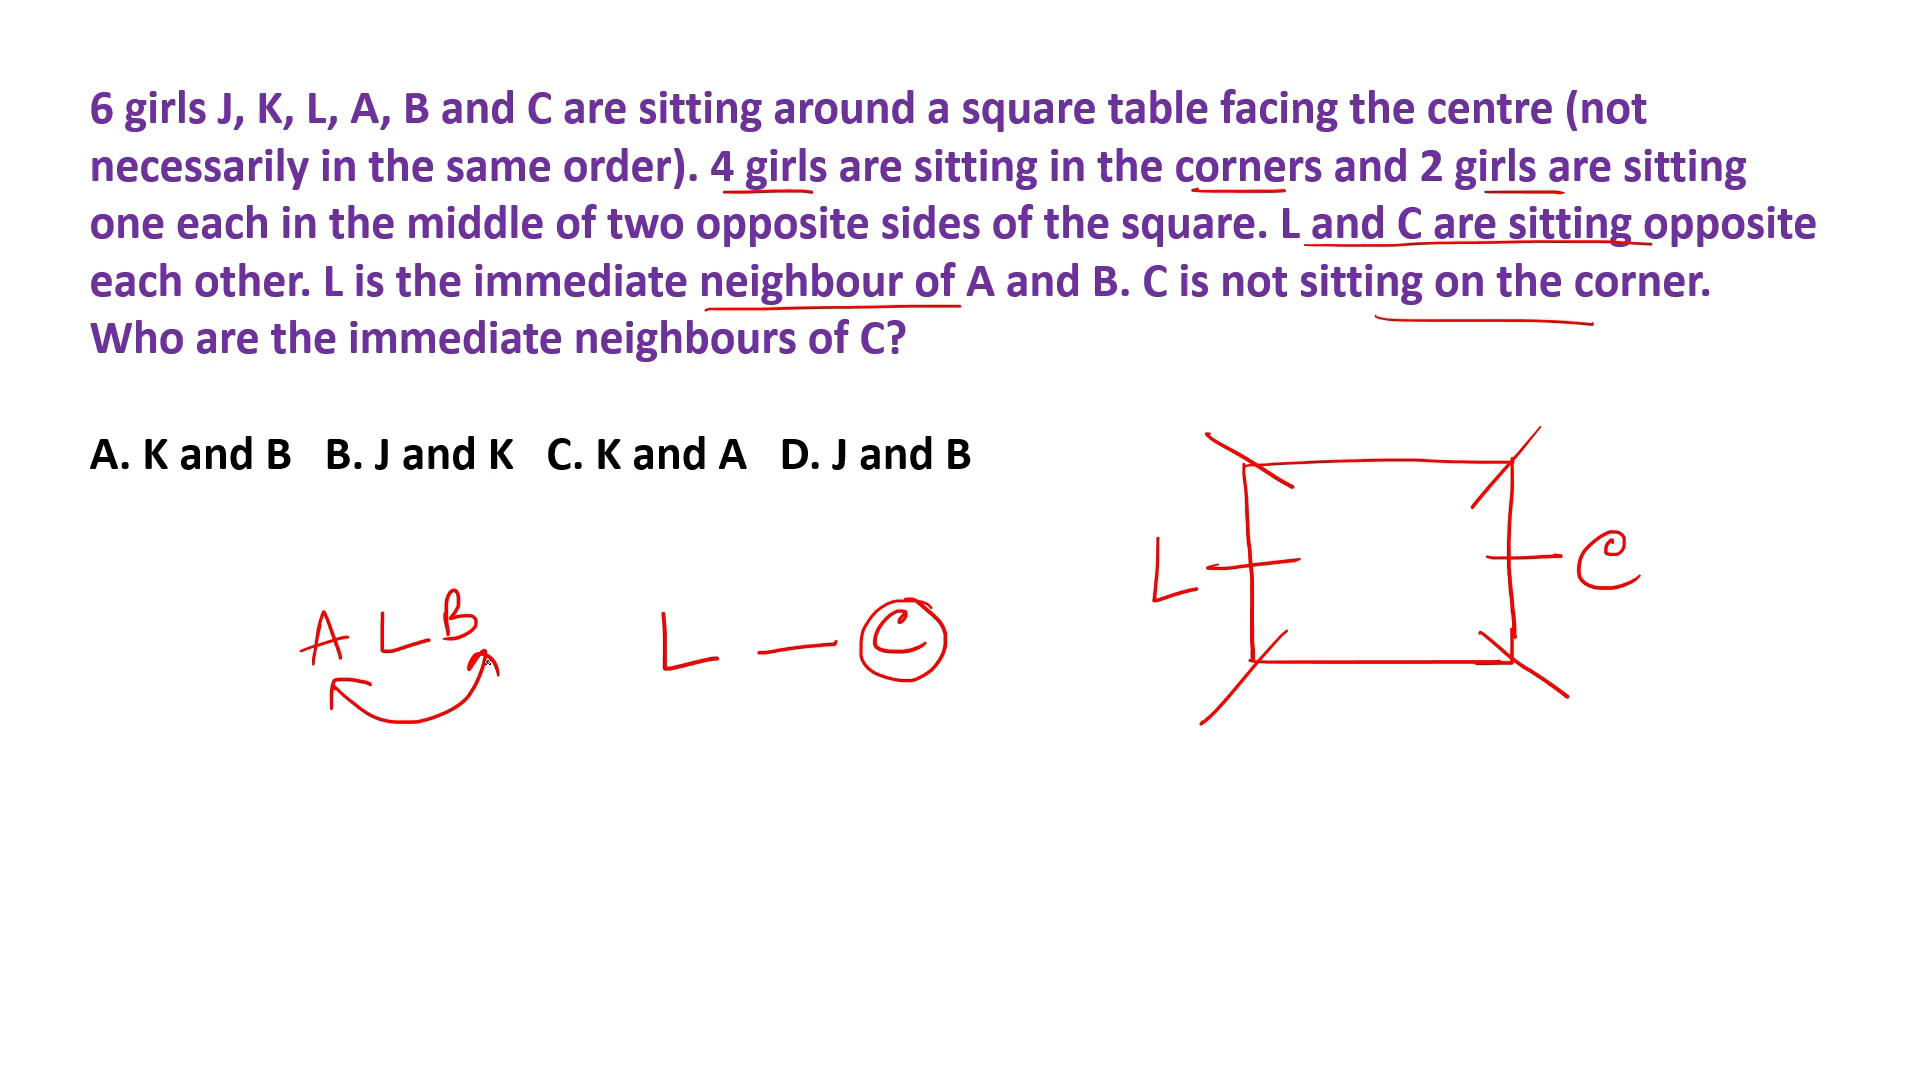 6 girls J, K, L, A, B and C are sitting around a square table facing the centre (not
necessarily in the same order). 4 girls are sitting in the corners and 2 girls are sitting
one each in the middle of two opposite sides of the square. L and C are sitting opposite
each other. L is the immediate neighbour of A and B. C is not sitting on the corner.
Who are the immediate neighbours of C?
A. K and B B. J and K C. K and A D. J and B
L C
A L B L — C